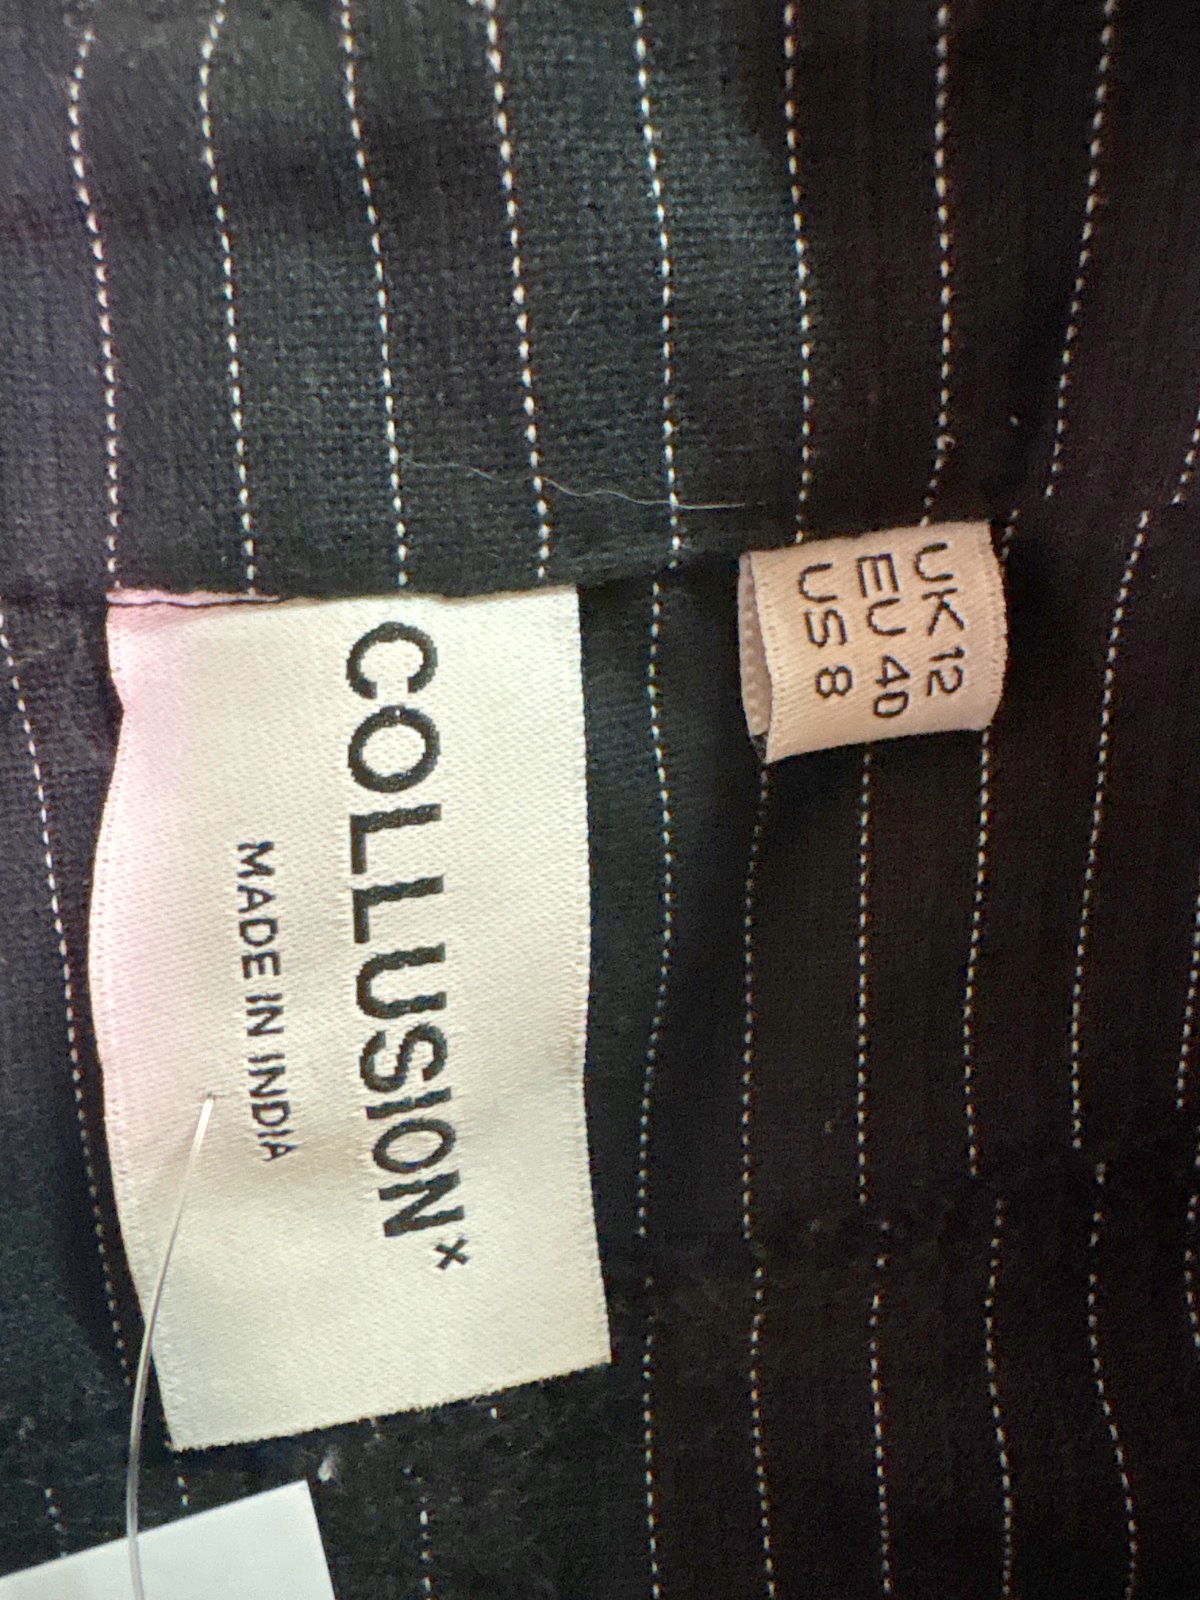 COLLUSION x
MADE IN INDIA
UK 12
EU 40
US 8